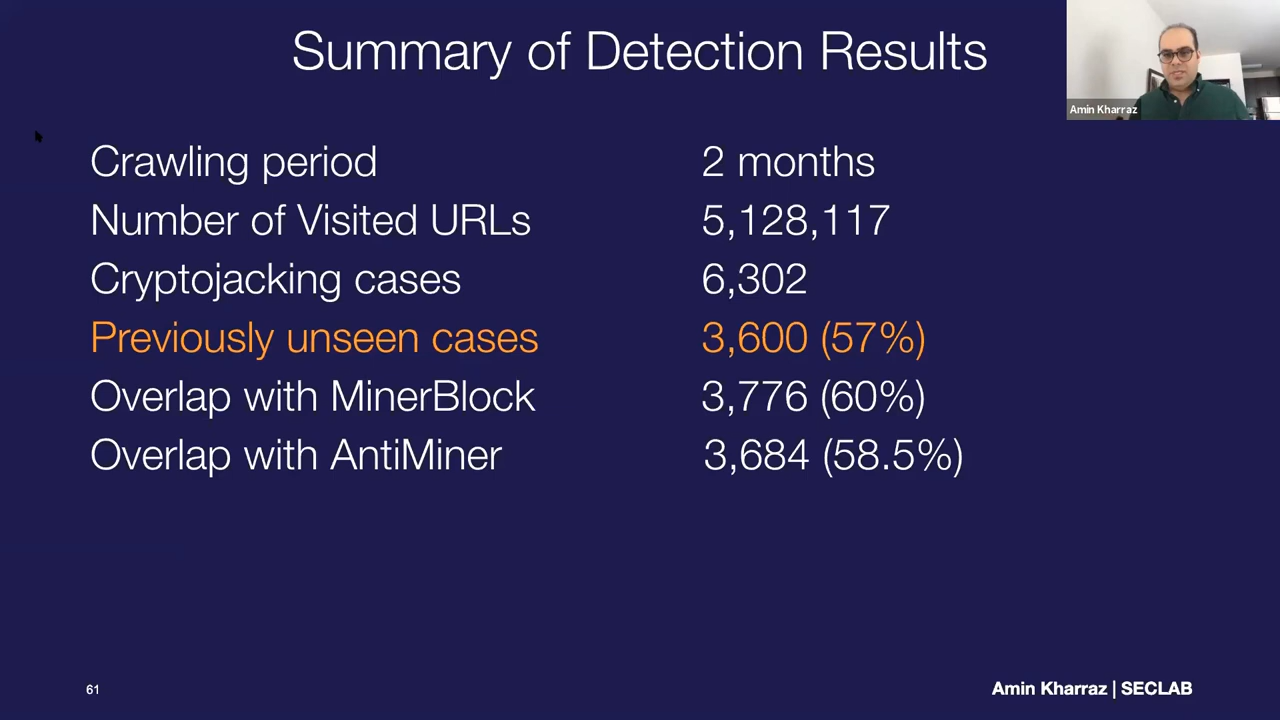 Summary of Detection Results
Amin Kharraz
Crawling period 2 months
Number of Visited URLs 5,128,117
Cryptojacking cases 6,302
Previously unseen cases 3,600 (57%)
Overlap with MinerBlock 3,776 (60%)
Overlap with AntiMiner 3,684 (58.5%)
61
Amin Kharraz | SECLAB